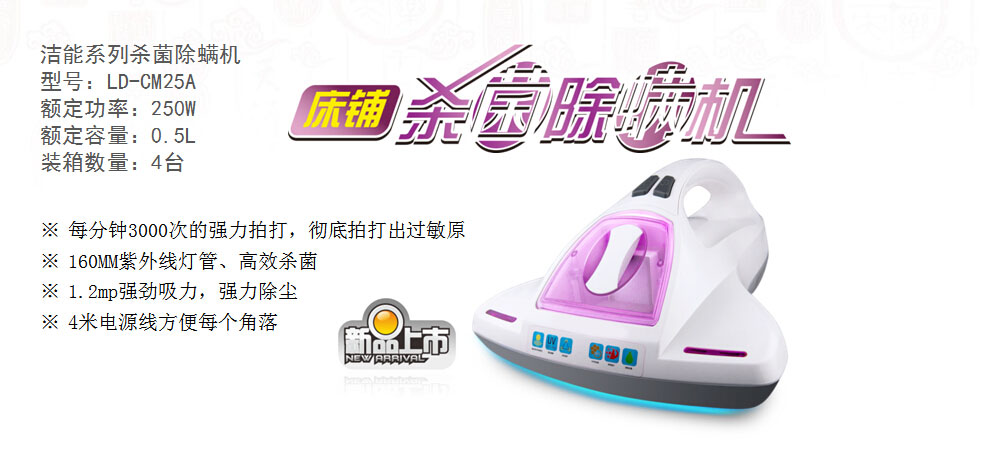 洁能系列杀菌除螨机
型号：LD-CM25A
额定功率：250W
额定容量：0.5L
装箱数量：4台
床铺 杀菌除螨机
※ 每分钟3000次的强力拍打，彻底拍打出过敏原
※ 160MM紫外线灯管、高效杀菌
※ 1.2mp强劲吸力，强力除尘
※ 4米电源线方便每个角落
新品上市
NEW ARRIVAL
UV